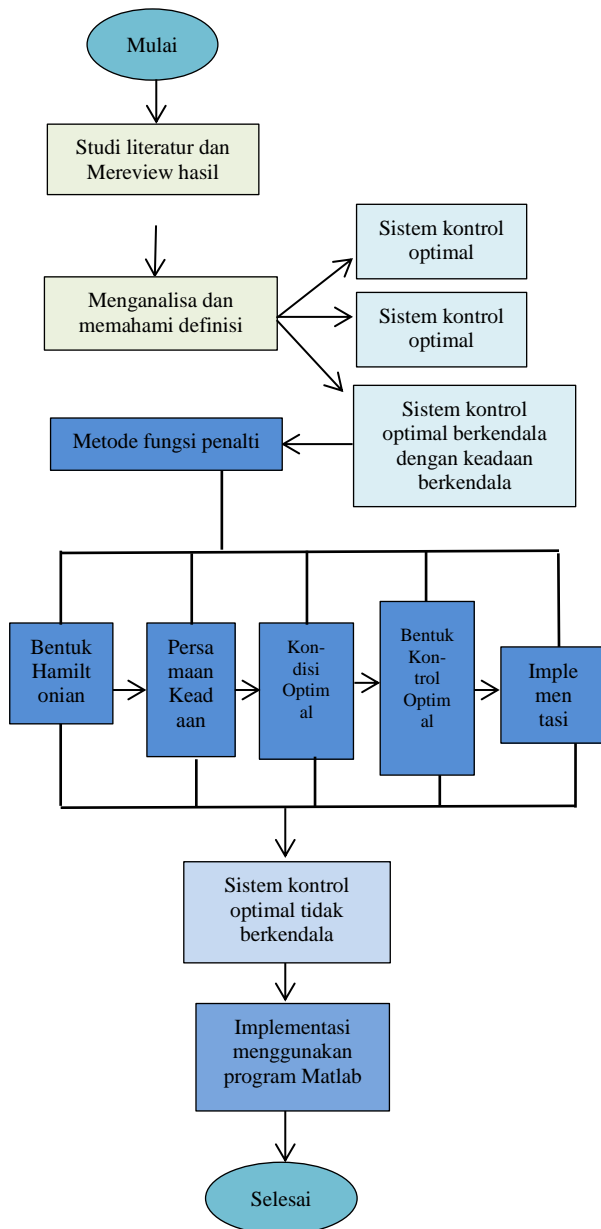 Mulai
Studi literatur dan
Mereview hasil
Sistem kontrol
optimal
Menganalisa dan
memahami definisi
Sistem kontrol
optimal
Metode fungsi penalti
Sistem kontrol
optimal berkendala
dengan keadaan
berkendala
Bentuk
Hamilt
onian
Persa
maan
Kead
aan
Kon-
disi
Optim
al
Bentuk
Kon-
trol
Optim
al
Imple
men
tasi
Sistem kontrol
optimal tidak
berkendala
Implementasi
menggunakan
program Matlab
Selesai